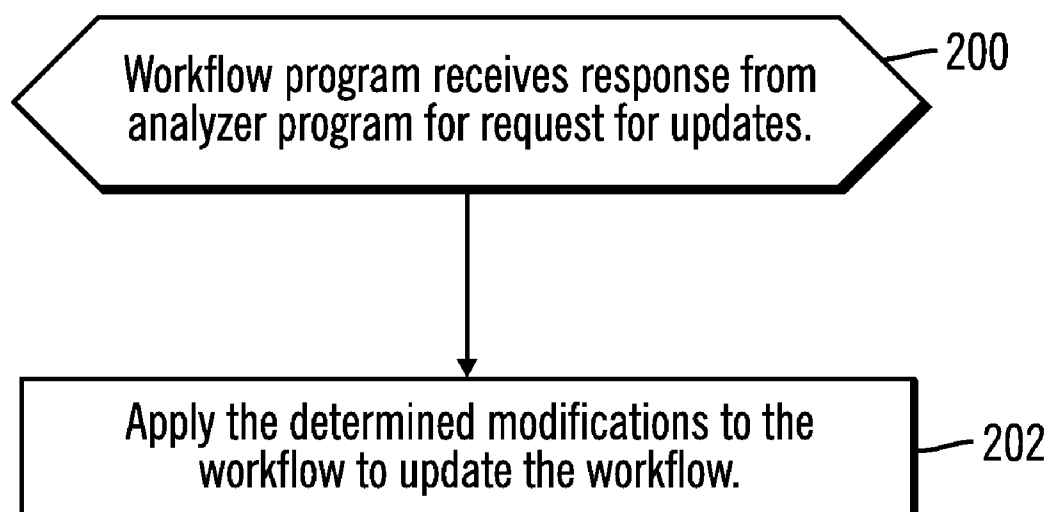 Workflow program receives response from
analyzer program for request for updates.
200
Apply the determined modifications to the
workflow to update the workflow.
202